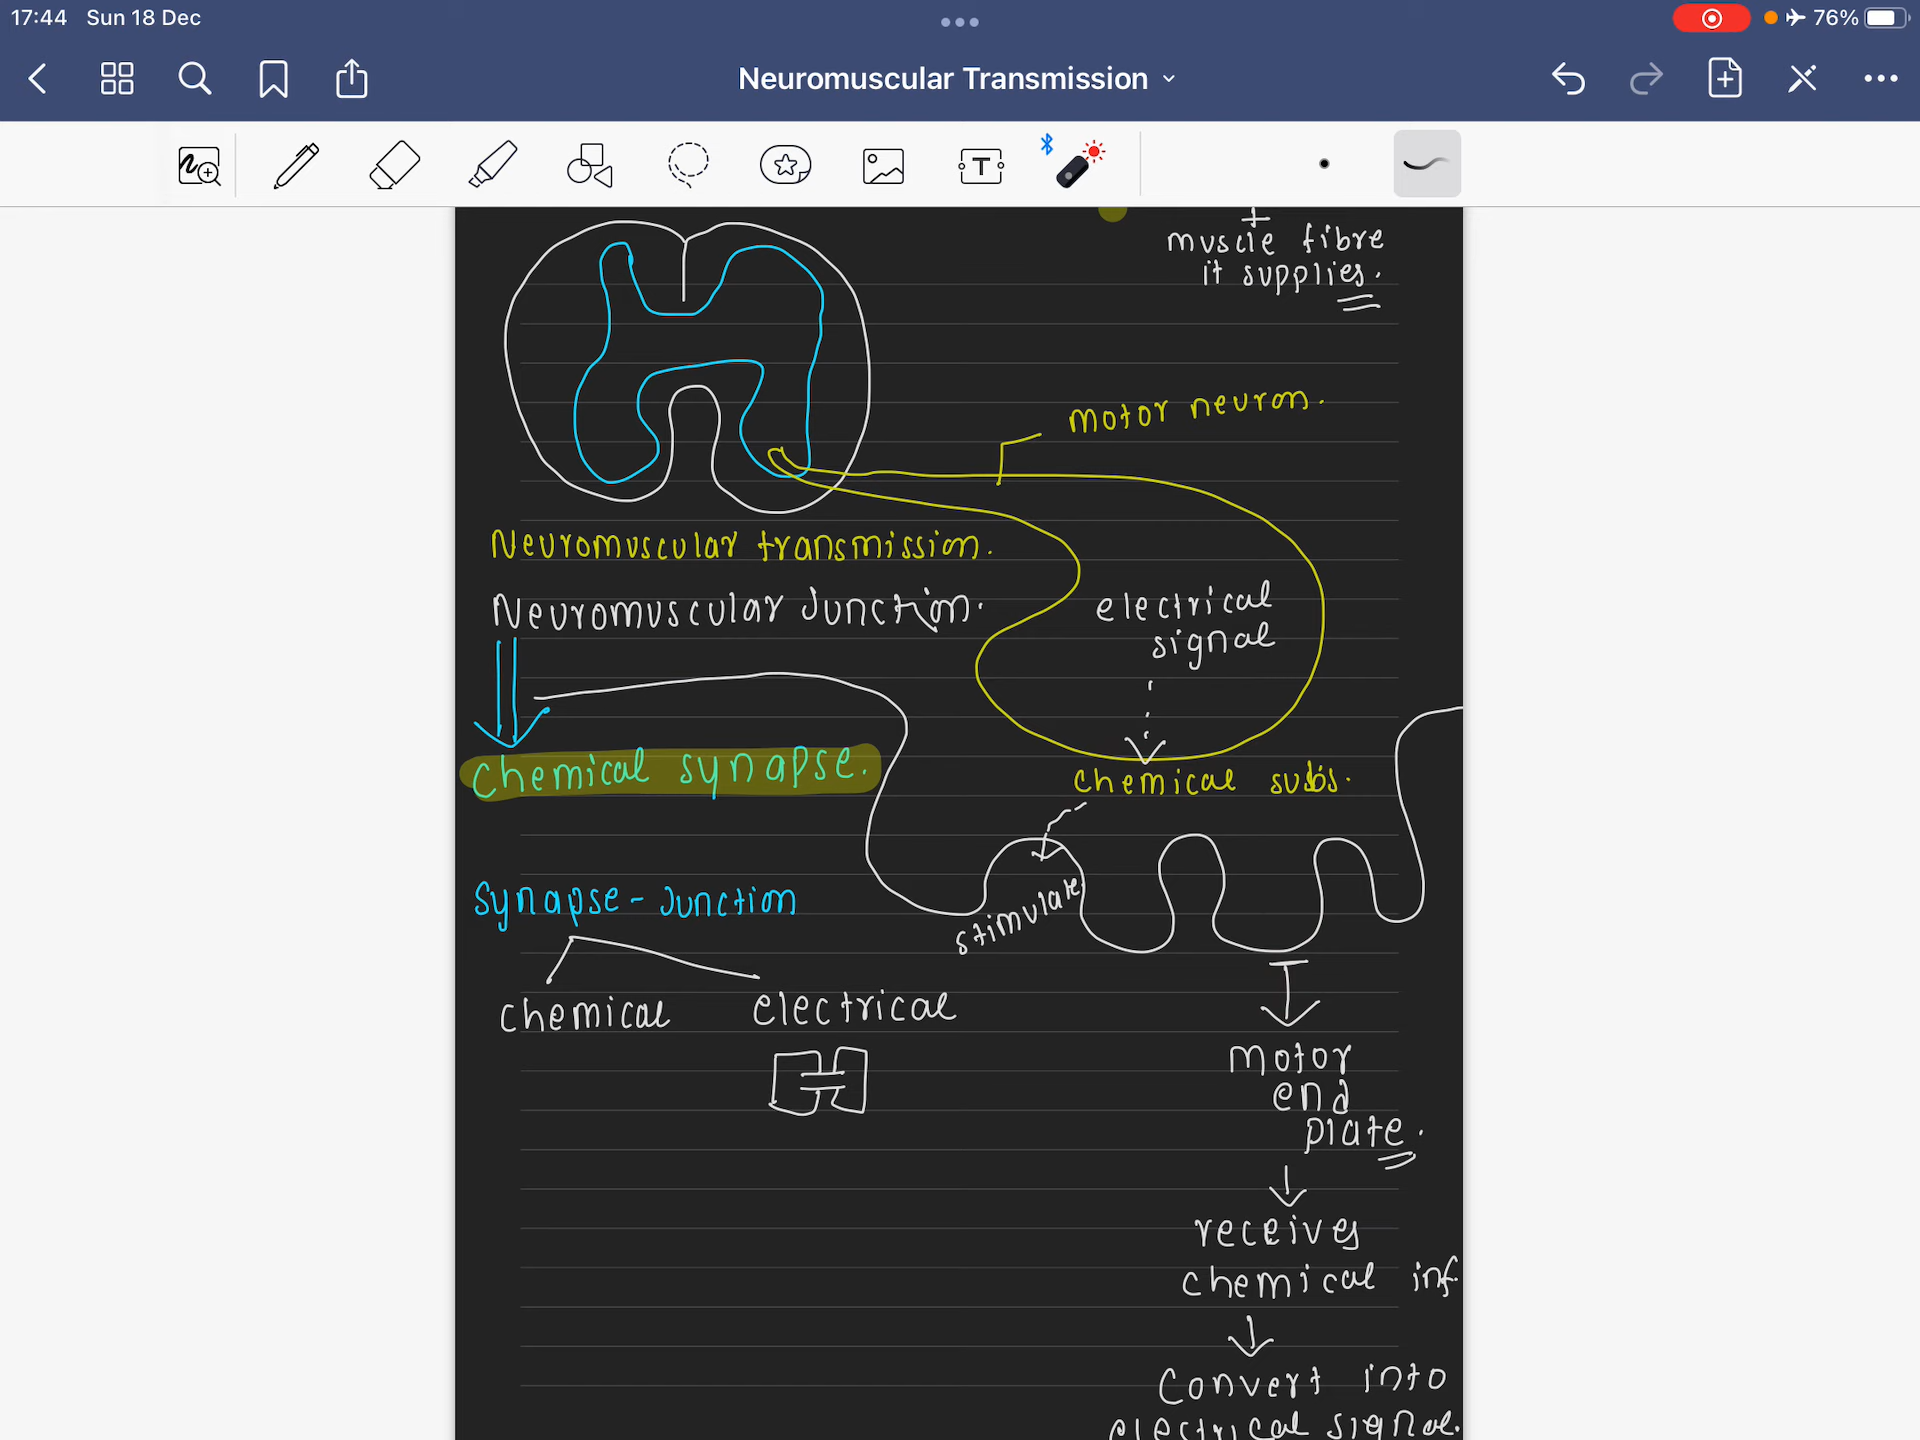 17:44 Sun 18 Dec
76%
Neuromuscular Transmission
T
+
muscle fibre
it supplies.
motor neuron.
Neuromuscular transmission.
Neuromuscular Junction.
electrical
signal
Chemical synapse.
Chemical subs.
Synapse - Junction
stimulate
Chemical electrical
motor
end
plate.
receives
chemical inf.
Convert into
electrical signal.